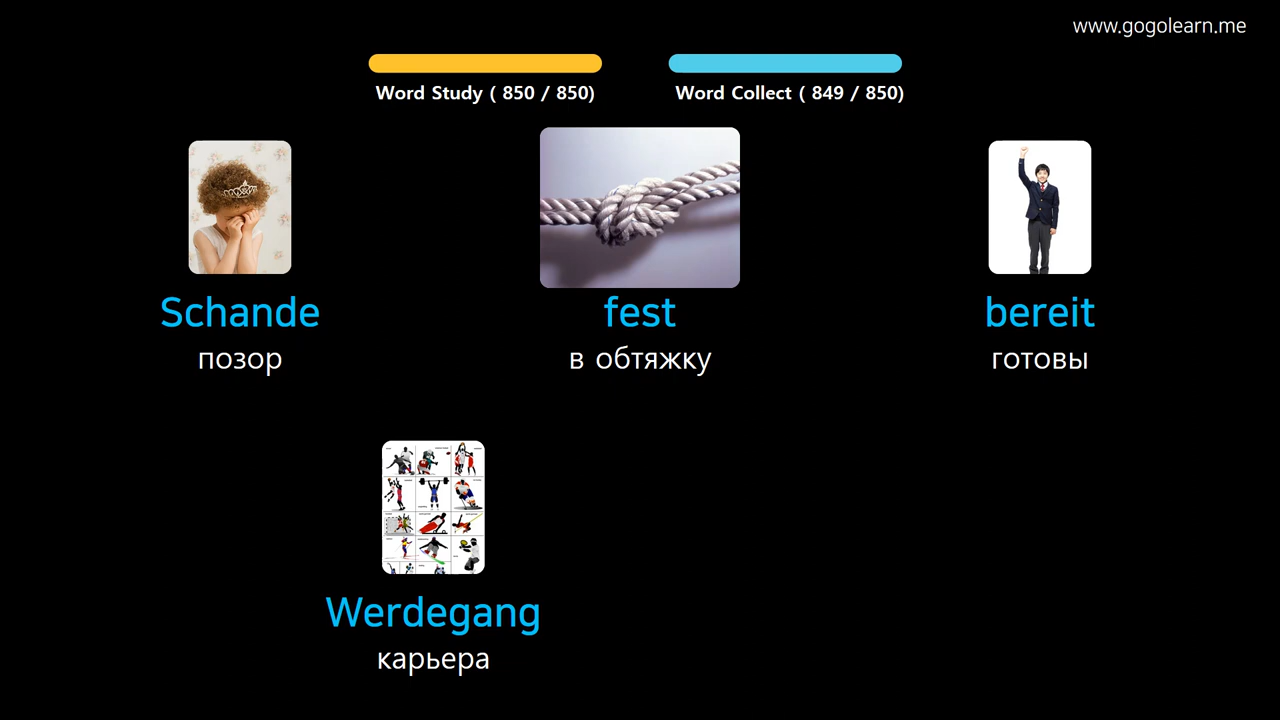 www.gogolearn.me
Word Study ( 850 / 850)
Word Collect ( 849 / 850)
Schande
позор
fest
в обтяжку
bereit
готовы
Werdegang
карьера